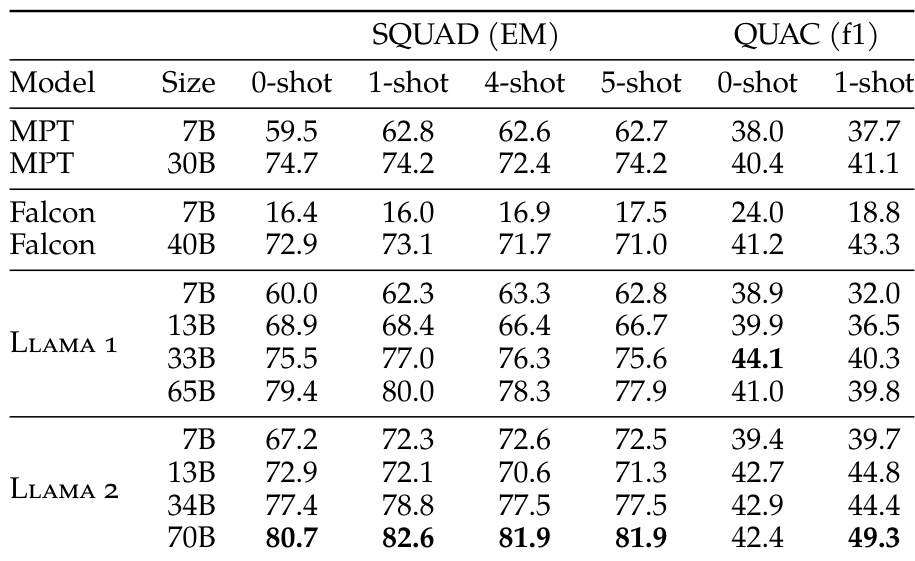 SQUAD (EM) QUAC (f1)
Model Size 0-shot 1-shot 4-shot 5-shot 0-shot 1-shot
MPT 7B 59.5 62.8 62.6 62.7 38.0 37.7
MPT 30B 74.7 74.2 72.4 74.2 40.4 41.1
Falcon 7B 16.4 16.0 16.9 17.5 24.0 18.8
Falcon 40B 72.9 73.1 71.7 71.0 41.2 43.3
Llama 1
7B 60.0 62.3 63.3 62.8 38.9 32.0
13B 68.9 68.4 66.4 66.7 39.9 36.5
33B 75.5 77.0 76.3 75.6 44.1 40.3
65B 79.4 80.0 78.3 77.9 41.0 39.8
Llama 2
7B 67.2 72.3 72.6 72.5 39.4 39.7
13B 72.9 72.1 70.6 71.3 42.7 44.8
34B 77.4 78.8 77.5 77.5 42.9 44.4
70B 80.7 82.6 81.9 81.9 42.4 49.3